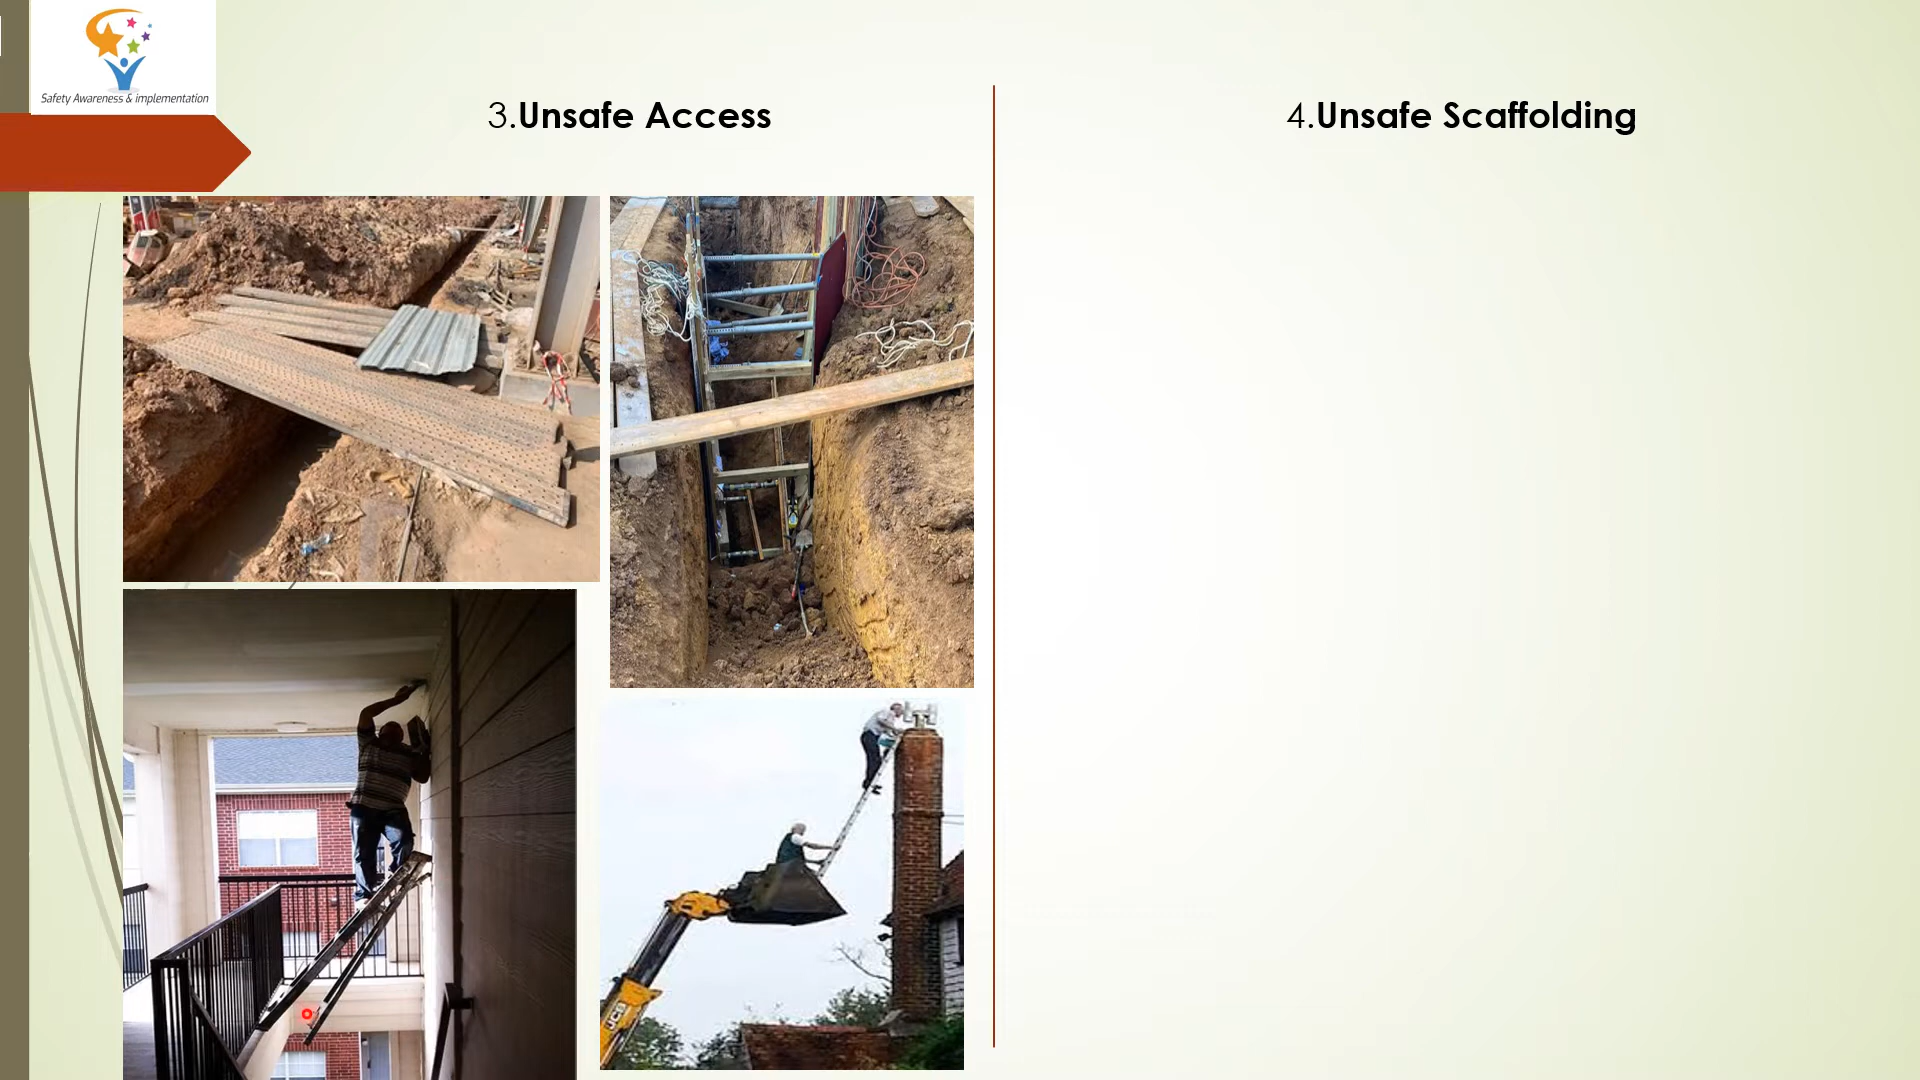 Safety Awareness & implementation
3.Unsafe Access
4.Unsafe Scaffolding
JCB